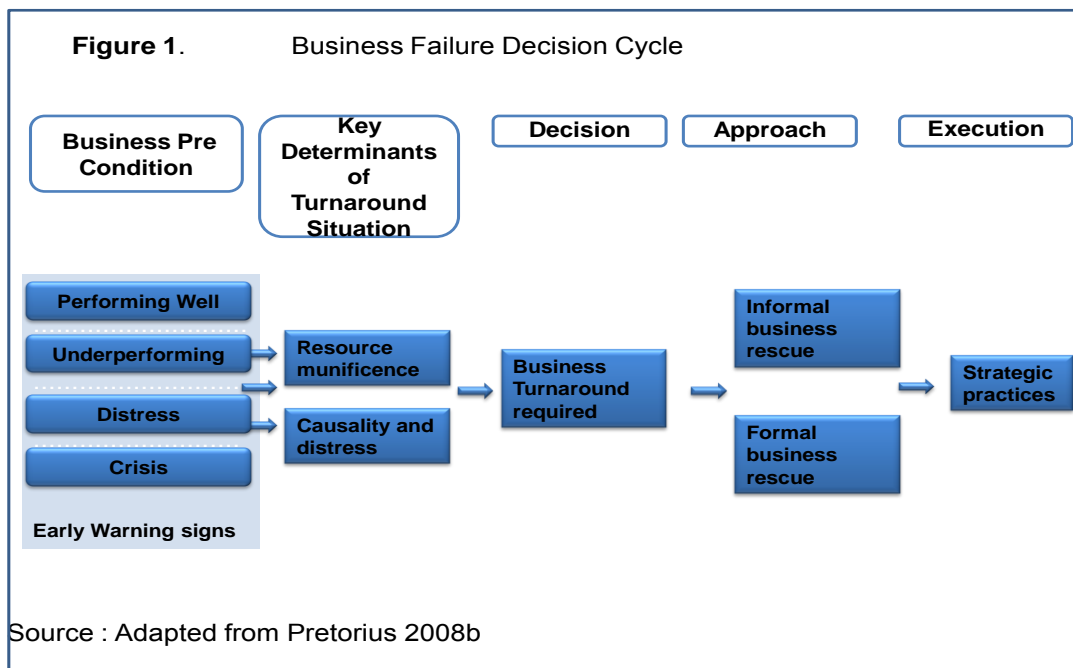 Figure 1. Business Failure Decision Cycle
Business Pre
Condition
Key
Determinants
of
Turnaround
Situation
Decision
Approach
Execution
Performing Well
Underperforming
Distress
Crisis
Early Warning signs
Resource
munificence
Causality and
distress
Business
Turnaround
required
Informal
business
rescue
Formal
business
rescue
Strategic
practices
Source : Adapted from Pretorius 2008b